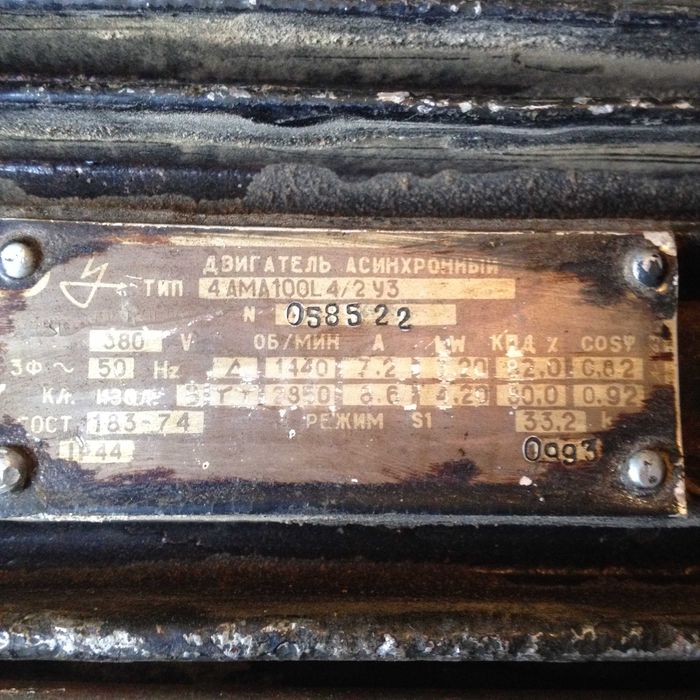 ДВИГАТЕЛЬ АСИНХРОННЫЙ
ТИП 4АМА100L4/2У3
N 058522
380 V ОБ/МИН А КПД % COSφ
3Ф ~ 50 Hz Δ 1440 7.2 82.0 0.82
КЛ. ИЗОЛ. 4.20 80.0 0.92
ГОСТ 183-74 РЕЖИМ S1 33.2
IP44 0993